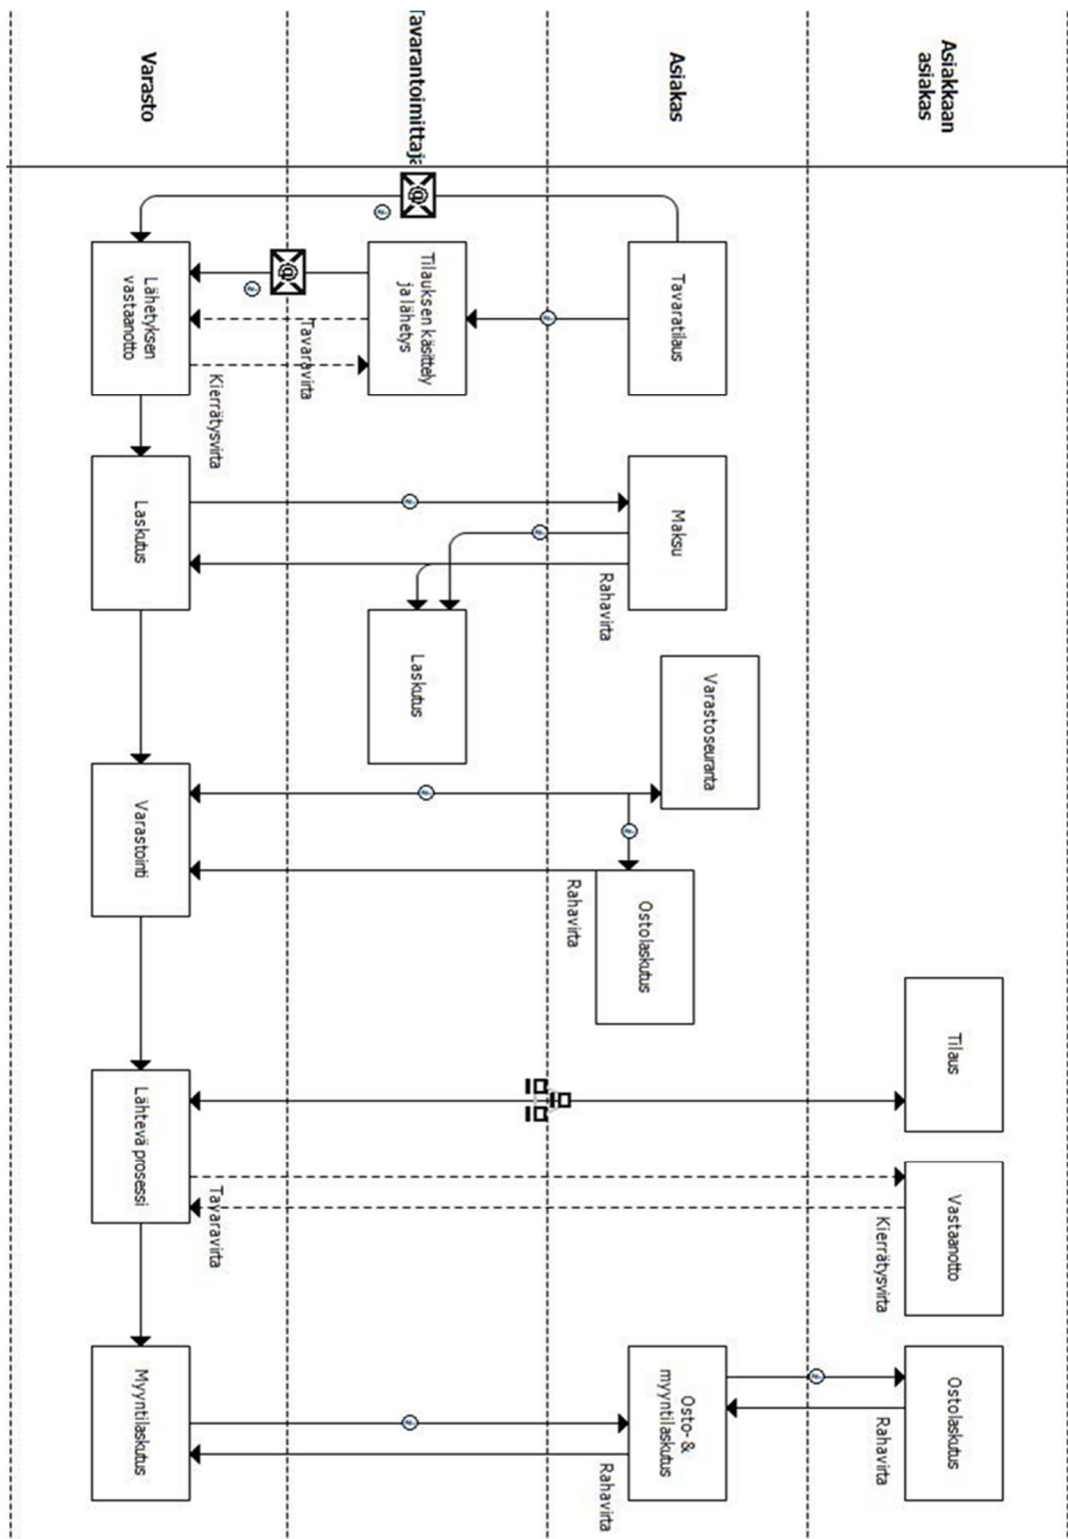 Asiakkaan
asiakas
Tilaus
Vastaanotto
Kierrätysvirta
Ostolaskutus
Rahavirta
Asiakas
Tavaratilaus
Maksu
Rahavirta
Varastoseuranta
Ostolaskutus
Rahavirta
Osto- &
myyntilaskutus
Rahavirta
Tavarantoimittaja
@
Tilauksen käsittely
ja lähetys
Laskutus
@
Tavaravirta
Kierrätysvirta
Varasto
Lähetyksen
vastaanotto
Laskutus
Varastointi
Lähtevä prosessi
Tavaravirta
Myyntilaskutus